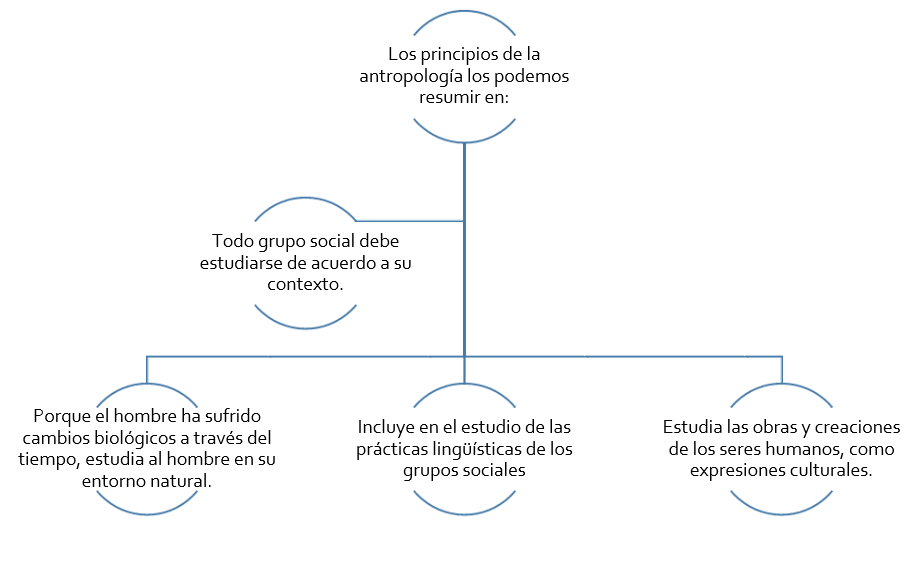 Los principios de la
antropología los podemos
resumir en:
Todo grupo social debe
estudiarse de acuerdo a su
contexto.
Porque el hombre ha sufrido
cambios biológicos a través del
tiempo, estudia al hombre en su
entorno natural.
Incluye en el estudio de las
prácticas lingüísticas de los
grupos sociales
Estudia las obras y creaciones
de los seres humanos, como
expresiones culturales.